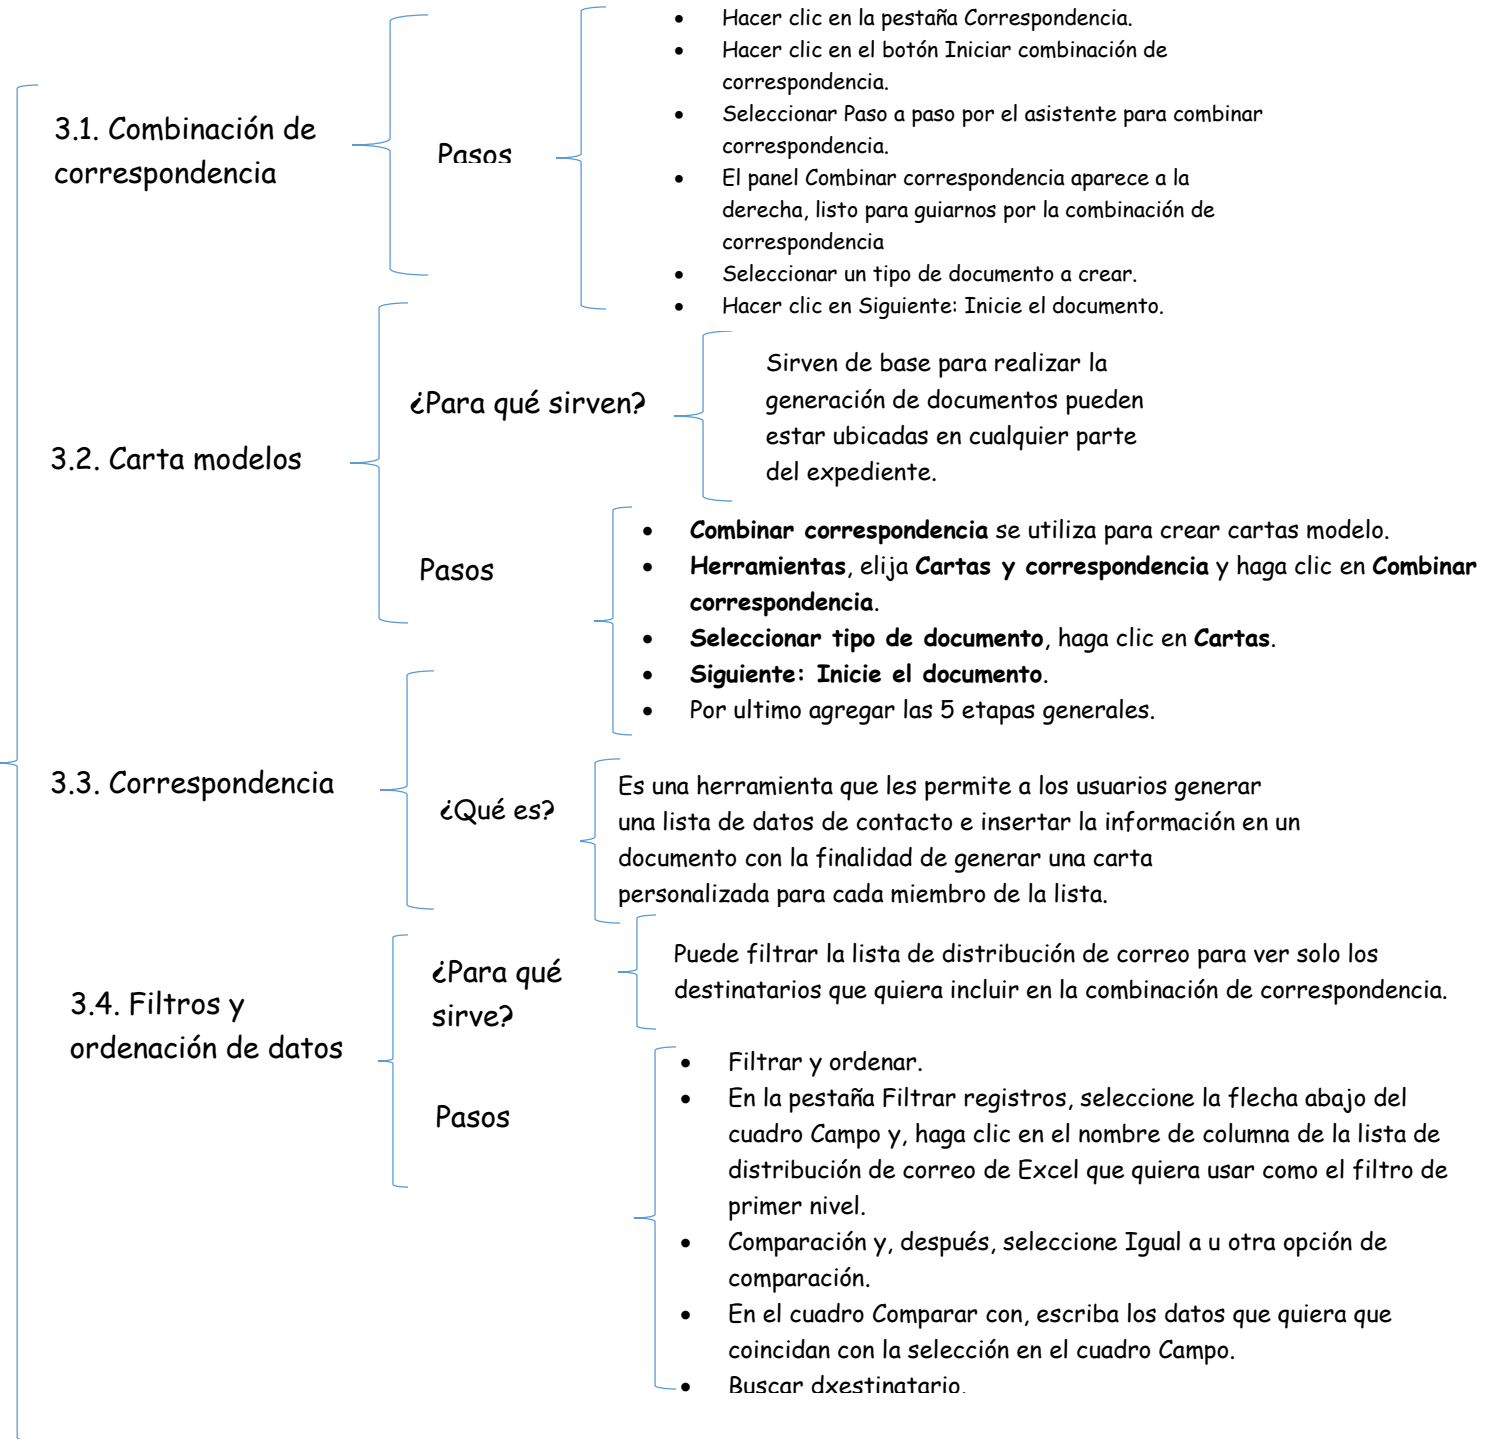 3.1. Combinación de
correspondencia
Pasos
• Hacer clic en la pestaña Correspondencia.
• Hacer clic en el botón Iniciar combinación de
correspondencia.
• Seleccionar Paso a paso por el asistente para combinar
correspondencia.
• El panel Combinar correspondencia aparece a la
derecha, listo para guiarnos por la combinación de
correspondencia
• Seleccionar un tipo de documento a crear.
• Hacer clic en Siguiente: Inicie el documento.
3.2. Carta modelos
¿Para qué sirven?
Sirven de base para realizar la
generación de documentos pueden
estar ubicadas en cualquier parte
del expediente.
Pasos
• Combinar correspondencia se utiliza para crear cartas modelo.
• Herramientas, elija Cartas y correspondencia y haga clic en Combinar
correspondencia.
• Seleccionar tipo de documento, haga clic en Cartas.
• Siguiente: Inicie el documento.
• Por ultimo agregar las 5 etapas generales.
3.3. Correspondencia
¿Qué es?
Es una herramienta que les permite a los usuarios generar
una lista de datos de contacto e insertar la información en un
documento con la finalidad de generar una carta
personalizada para cada miembro de la lista.
3.4. Filtros y
ordenación de datos
¿Para qué
sirve?
Puede filtrar la lista de distribución de correo para ver solo los
destinatarios que quiera incluir en la combinación de correspondencia.
Pasos
• Filtrar y ordenar.
• En la pestaña Filtrar registros, seleccione la flecha abajo del
cuadro Campo y, haga clic en el nombre de columna de la lista de
distribución de correo de Excel que quiera usar como el filtro de
primer nivel.
• Comparación y, después, seleccione Igual a u otra opción de
comparación.
• En el cuadro Comparar con, escriba los datos que quiera que
coincidan con la selección en el cuadro Campo.
• Buscar dxestinatario.